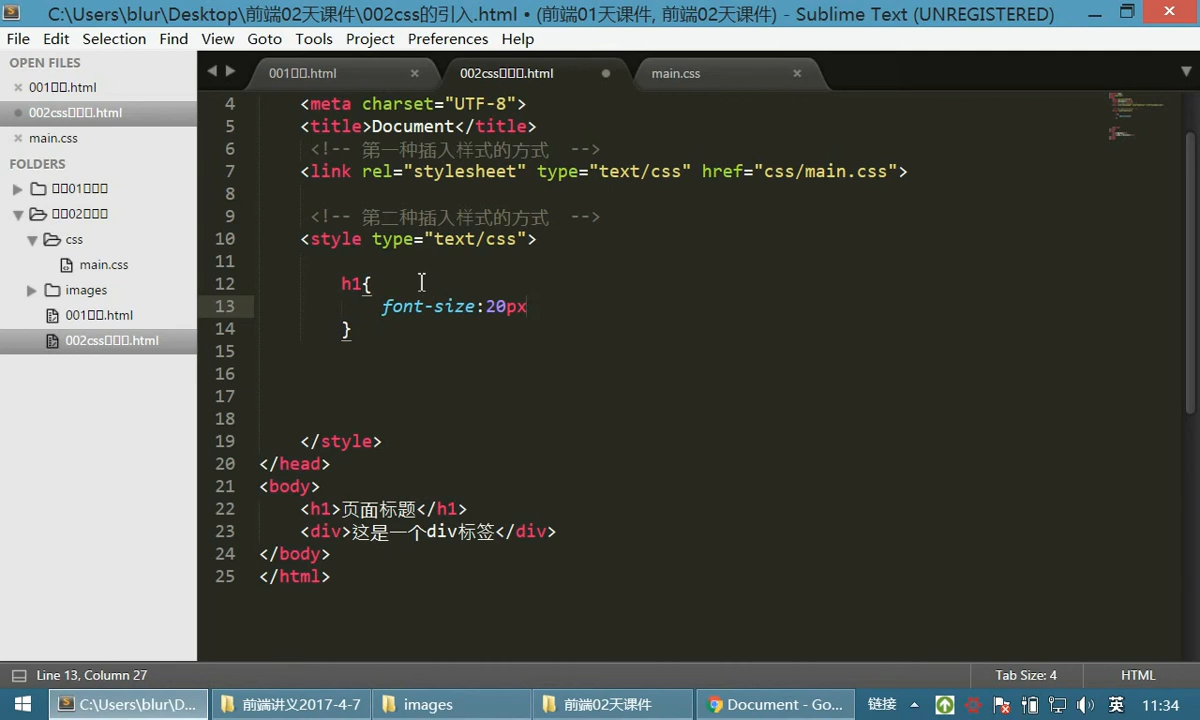 C:\Users\blur\Desktop\前端02天课件\002css的引入.html • (前端01天课件, 前端02天课件) - Sublime Text (UNREGISTERED)
File Edit Selection Find View Goto Tools Project Preferences Help
OPEN FILES
001□□.html
002css□□□.html
main.css
FOLDERS
□□01□□□
□□02□□□
css
main.css
images
001□□.html
002css□□□.html
001□□.html
002css□□□.html
main.css
4 <meta charset="UTF-8">
5 <title>Document</title>
6 <!-- 第一种插入样式的方式 -->
7 <link rel="stylesheet" type="text/css" href="css/main.css">
8
9 <!-- 第二种插入样式的方式 -->
10 <style type="text/css">
11
12 h1{
13 font-size:20px
14 }
15
16
17
18
19 </style>
20 </head>
21 <body>
22 <h1>页面标题</h1>
23 <div>这是一个div标签</div>
24 </body>
25 </html>
Line 13, Column 27
Tab Size: 4
HTML
C:\Users\blur\D...
前端讲义2017-4-7
images
前端02天课件
Document - Go...
链接
英
11:34